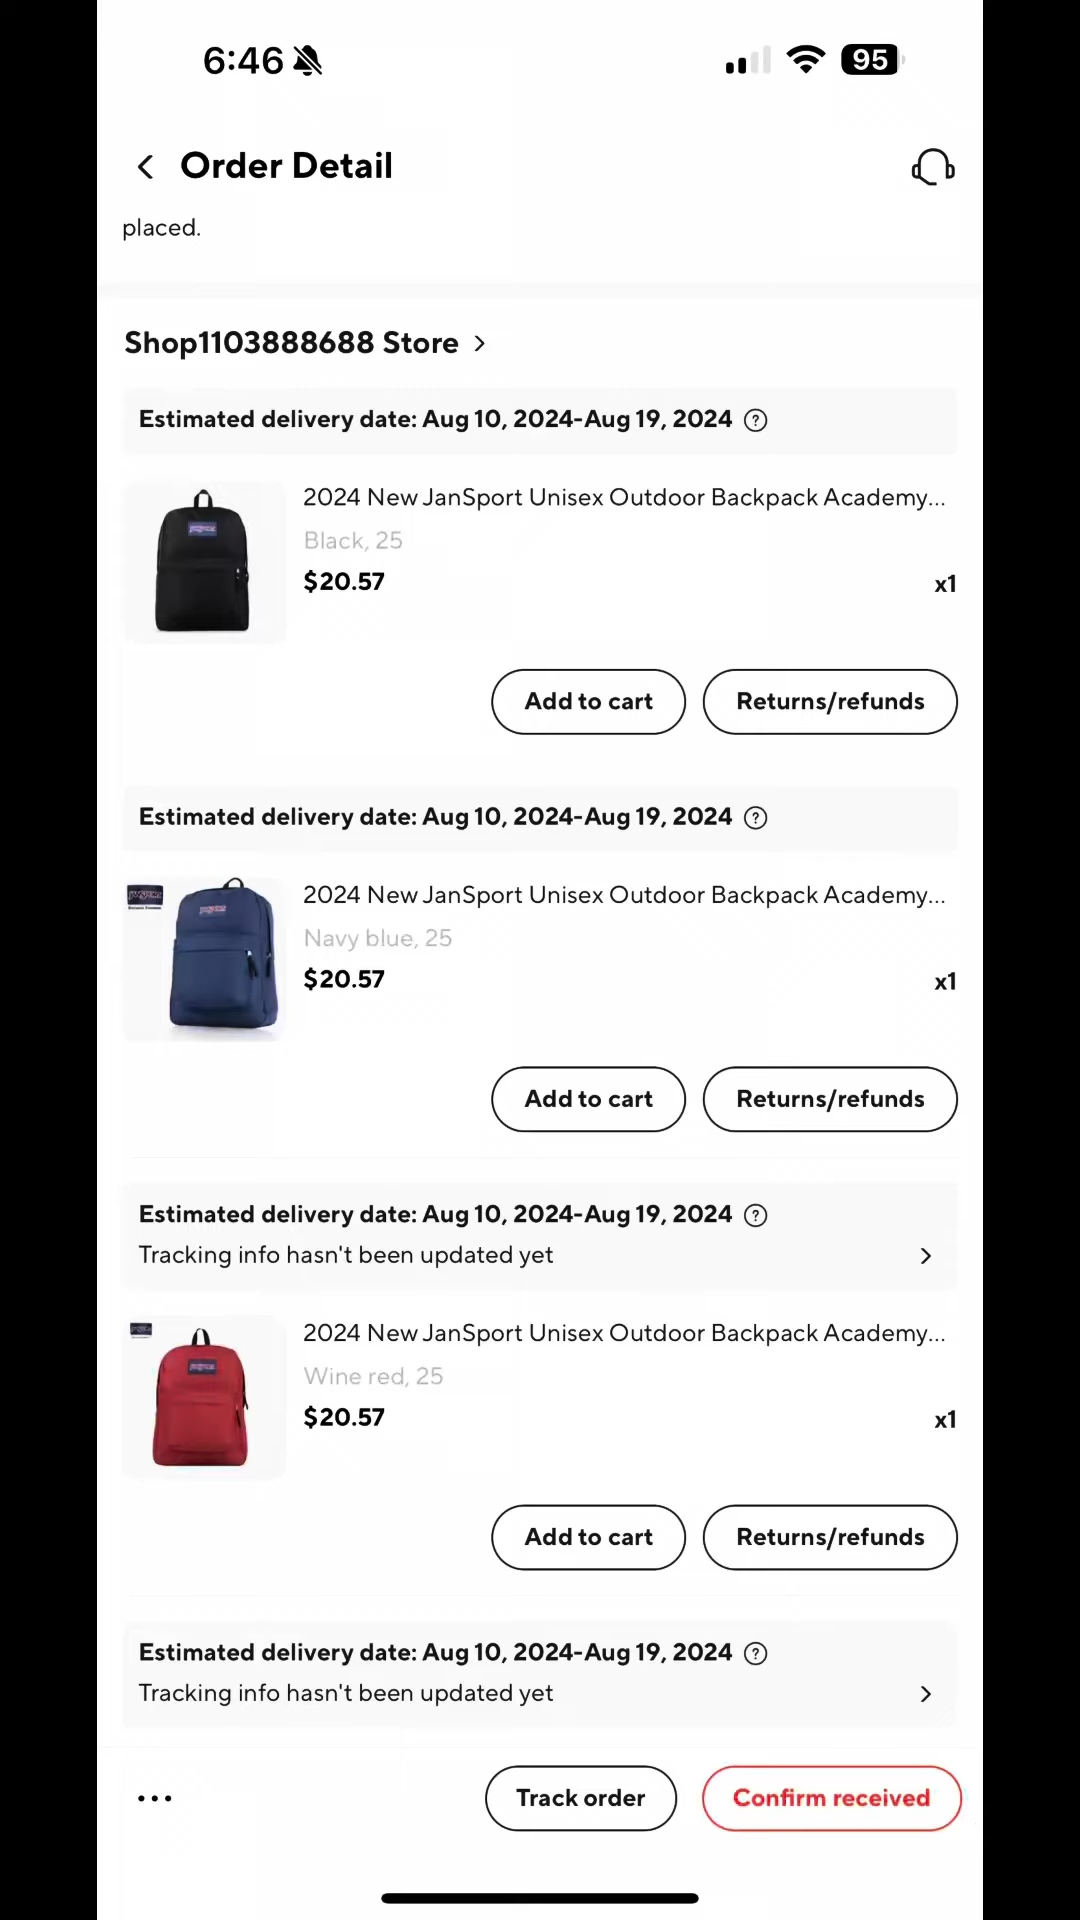 6:46
95
Order Detail
placed.
Shop1103888688 Store
Estimated delivery date: Aug 10, 2024-Aug 19, 2024
2024 New JanSport Unisex Outdoor Backpack Academy...
Black, 25
$20.57
x1
Add to cart
Returns/refunds
Estimated delivery date: Aug 10, 2024-Aug 19, 2024
JANSPORT
2024 New JanSport Unisex Outdoor Backpack Academy...
Navy blue, 25
$20.57
x1
Add to cart
Returns/refunds
Estimated delivery date: Aug 10, 2024-Aug 19, 2024
Tracking info hasn't been updated yet
2024 New JanSport Unisex Outdoor Backpack Academy...
Wine red, 25
$20.57
x1
Add to cart
Returns/refunds
Estimated delivery date: Aug 10, 2024-Aug 19, 2024
Tracking info hasn't been updated yet
Track order
Confirm received